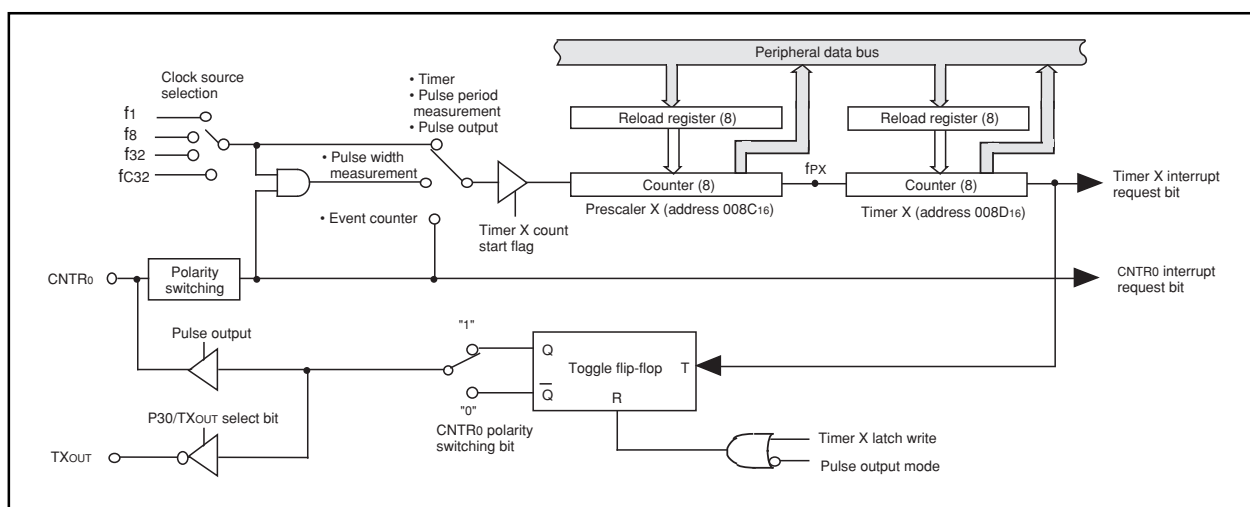 Peripheral data bus
Clock source
selection
f1
f8
f32
fC32
• Timer
• Pulse period
measurement
• Pulse output
• Pulse width
measurement
• Event counter
Timer X count
start flag
Reload register (8)
Counter (8)
Prescaler X (address 008C16)
fPX
Reload register (8)
Counter (8)
Timer X (address 008D16)
Timer X interrupt
request bit
CNTR0
Polarity
switching
CNTR0 interrupt
request bit
Pulse output
"1"
Q
Toggle flip-flop
T
Q̅
R
"0"
CNTR0 polarity
switching bit
P30/TXOUT select bit
TXOUT
Timer X latch write
Pulse output mode